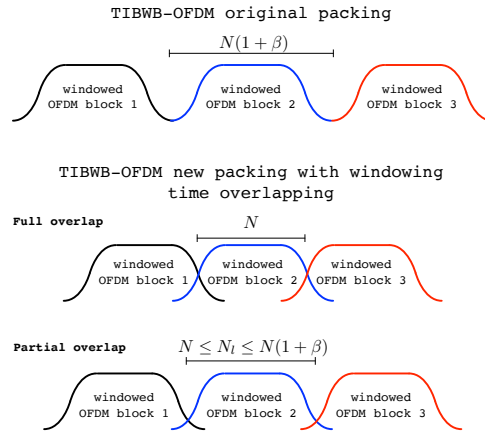 TIBWB-OFDM original packing
N(1 + β)
windowed windowed windowed
OFDM block 1 OFDM block 2 OFDM block 3
TIBWB-OFDM new packing with windowing
time overlapping
Full overlap
N
windowed windowed windowed
OFDM block 1 OFDM block 2 OFDM block 3
Partial overlap
N ≤ N_l ≤ N(1 + β)
windowed windowed windowed
OFDM block 1 OFDM block 2 OFDM block 3